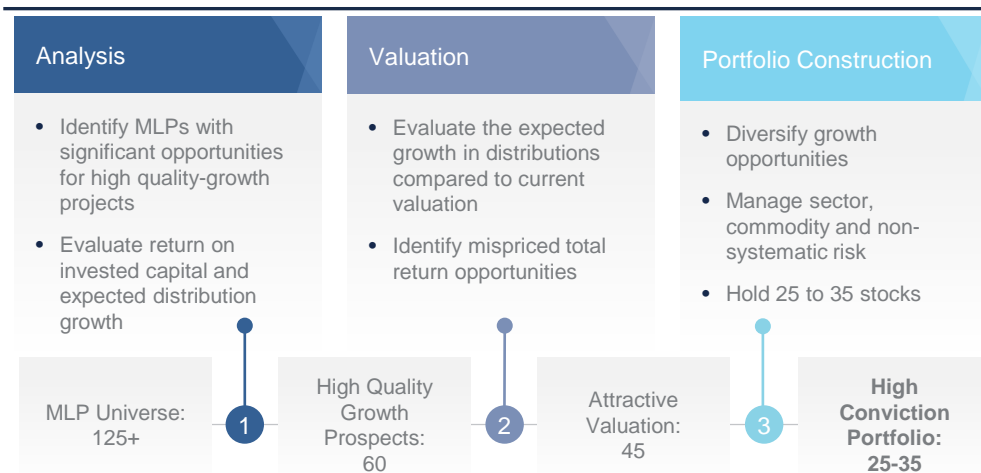 Analysis
• Identify MLPs with
significant opportunities
for high quality-growth
projects
• Evaluate return on
invested capital and
expected distribution
growth
Valuation
• Evaluate the expected
growth in distributions
compared to current
valuation
• Identify mispriced total
return opportunities
Portfolio Construction
• Diversify growth
opportunities
• Manage sector,
commodity and non-
systematic risk
• Hold 25 to 35 stocks
MLP Universe:
125+
1
High Quality
Growth
Prospects:
60
2
Attractive
Valuation:
45
3
High
Conviction
Portfolio:
25-35